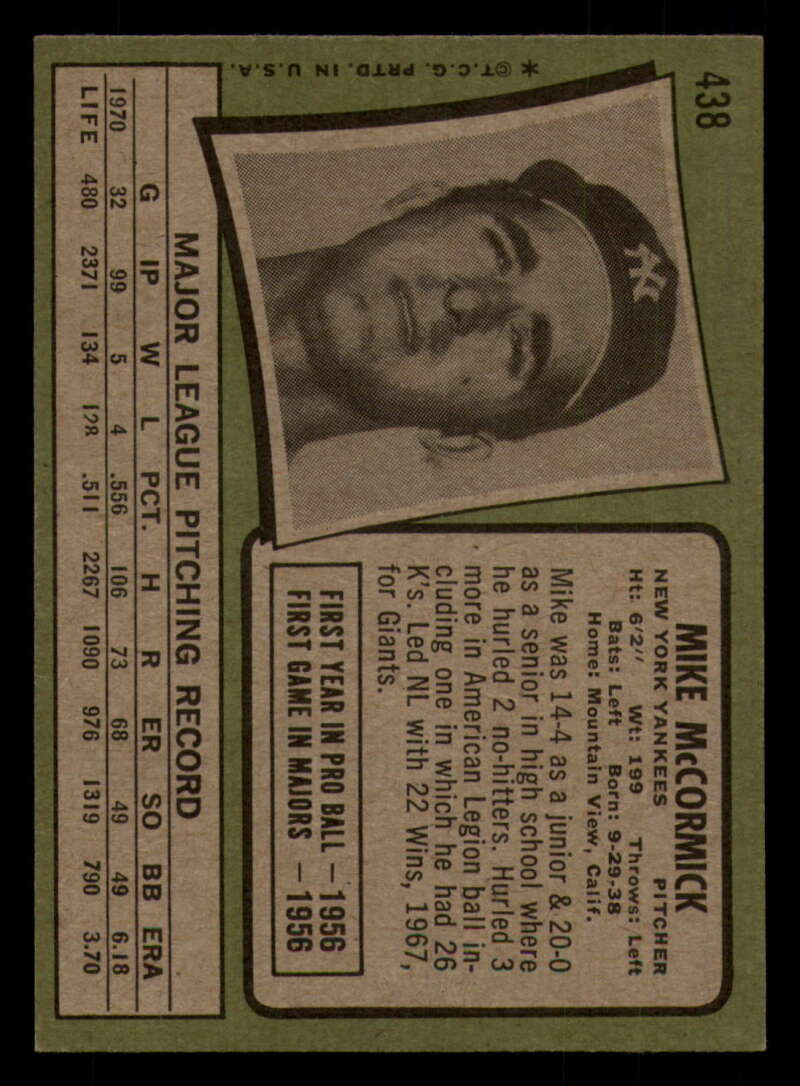 438
NY
MIKE McCORMICK
NEW YORK YANKEES PITCHER
Ht: 6'2" Wt: 199 Throws: Left
Bats: Left Born: 9-29-38
Home: Mountain View, Calif.
Mike was 14-4 as a junior & 20-0
as a senior in high school where
he hurled 2 no-hitters. Hurled 3
more in American Legion ball in-
cluding one in which he had 26
K's. Led NL with 22 Wins, 1967,
for Giants.
FIRST YEAR IN PRO BALL — 1956
FIRST GAME IN MAJORS — 1956
MAJOR LEAGUE PITCHING RECORD
G IP W L PCT. H R ER SO BB ERA
1970 32 99 5 4 .556 106 73 68 49 49 6.18
LIFE 480 2371 134 128 .511 2267 1090 976 1319 790 3.70
* ©T.C.G. PRTD. IN U.S.A.